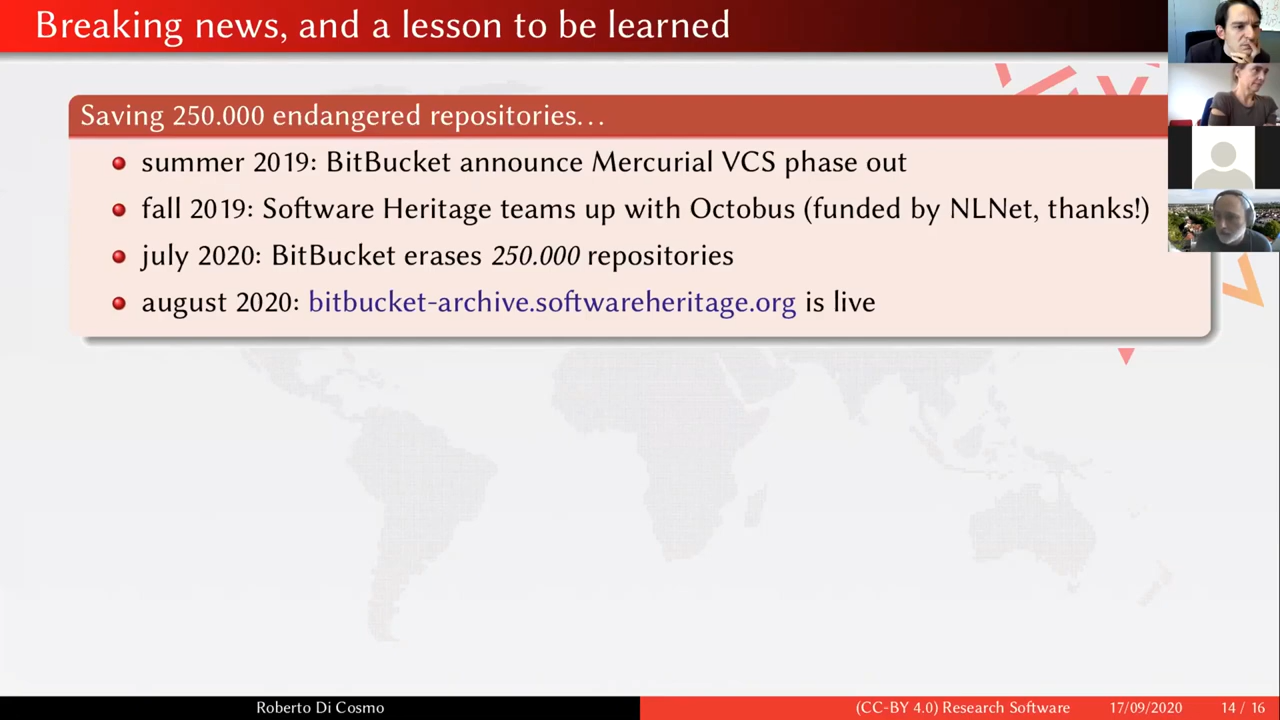 Breaking news, and a lesson to be learned
Saving 250.000 endangered repositories...
summer 2019: BitBucket announce Mercurial VCS phase out
fall 2019: Software Heritage teams up with Octobus (funded by NLNet, thanks!)
july 2020: BitBucket erases 250.000 repositories
august 2020: bitbucket-archive.softwareheritage.org is live
Roberto Di Cosmo
(CC-BY 4.0) Research Software 17/09/2020 14 / 16